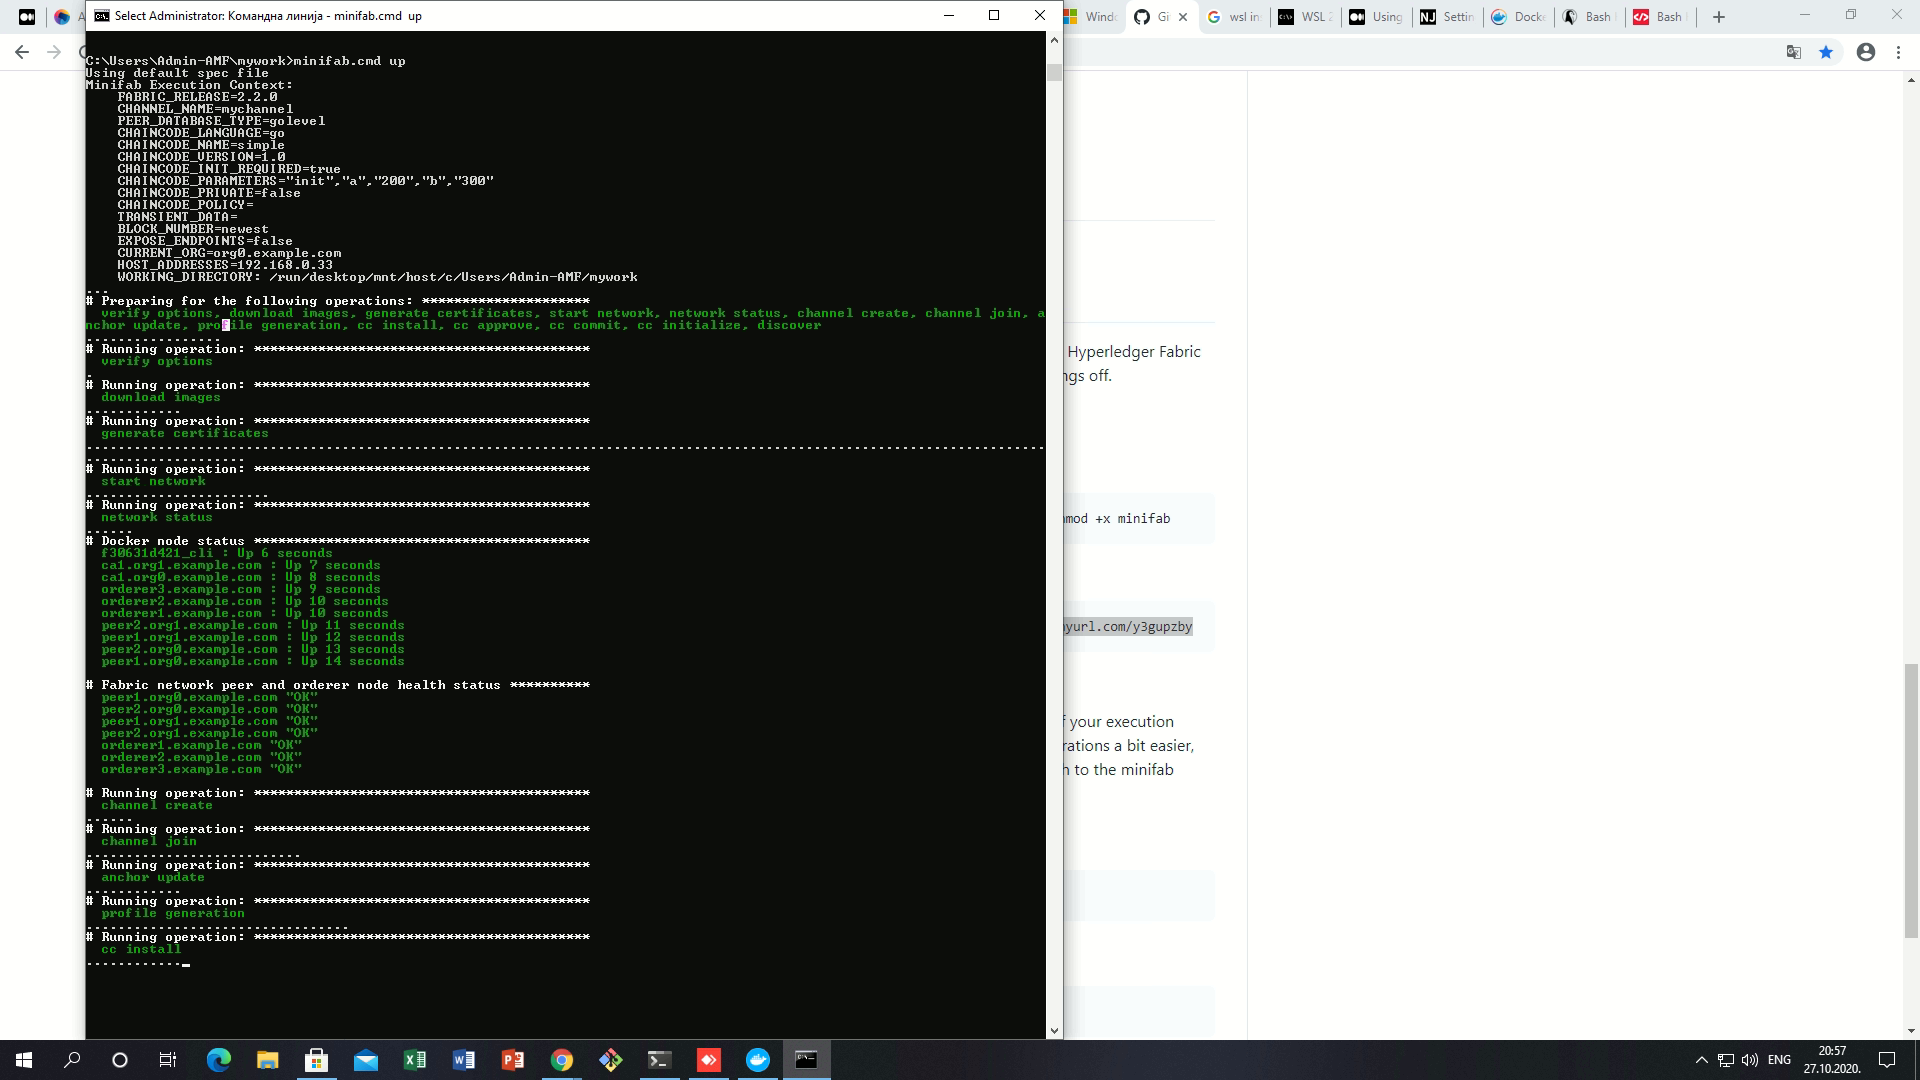 Select Administrator: Командна линија - minifab.cmd up
C:\Users\Admin-AMF\mywork>minifab.cmd up
Using default spec file
Minifab Execution Context:
FABRIC_RELEASE=2.2.0
CHANNEL_NAME=mychannel
PEER_DATABASE_TYPE=golevel
CHAINCODE_LANGUAGE=go
CHAINCODE_NAME=simple
CHAINCODE_VERSION=1.0
CHAINCODE_INIT_REQUIRED=true
CHAINCODE_PARAMETERS="init","a","200","b","300"
CHAINCODE_PRIVATE=false
CHAINCODE_POLICY=
TRANSIENT_DATA=
BLOCK_NUMBER=newest
EXPOSE_ENDPOINTS=false
CURRENT_ORG=org0.example.com
HOST_ADDRESSES=192.168.0.33
WORKING_DIRECTORY: /run/desktop/mnt/host/c/Users/Admin-AMF/mywork
...
# Preparing for the following operations: *********************
verify options, download images, generate certificates, start network, network status, channel create, channel join, a
nchor update, profile generation, cc install, cc approve, cc commit, cc initialize, discover
.................
# Running operation: ******************************************
verify options
.
# Running operation: ******************************************
download images
............
# Running operation: ******************************************
generate certificates
# Running operation: ******************************************
start network
.......................
# Running operation: ******************************************
network status
......
# Docker node status ******************************************
f30631d421_cli : Up 6 seconds
ca1.org1.example.com : Up 7 seconds
ca1.org0.example.com : Up 8 seconds
orderer3.example.com : Up 9 seconds
orderer2.example.com : Up 10 seconds
orderer1.example.com : Up 10 seconds
peer2.org1.example.com : Up 11 seconds
peer1.org1.example.com : Up 12 seconds
peer2.org0.example.com : Up 13 seconds
peer1.org0.example.com : Up 14 seconds
# Fabric network peer and orderer node health status **********
peer1.org0.example.com "OK"
peer2.org0.example.com "OK"
peer1.org1.example.com "OK"
peer2.org1.example.com "OK"
orderer1.example.com "OK"
orderer2.example.com "OK"
orderer3.example.com "OK"
# Running operation: ******************************************
channel create
......
# Running operation: ******************************************
channel join
...........................
# Running operation: ******************************************
anchor update
............
# Running operation: ******************************************
profile generation
.................................
# Running operation: ******************************************
cc install
............
Wind
Gi
wsl in
WSL 2
Using
NJ Settin
Docke
Bash
Bash
Hyperledger Fabric
ngs off.
mod +x minifab
yurl.com/y3gupzby
f your execution
rations a bit easier,
h to the minifab
ENG
20:57
27.10.2020.